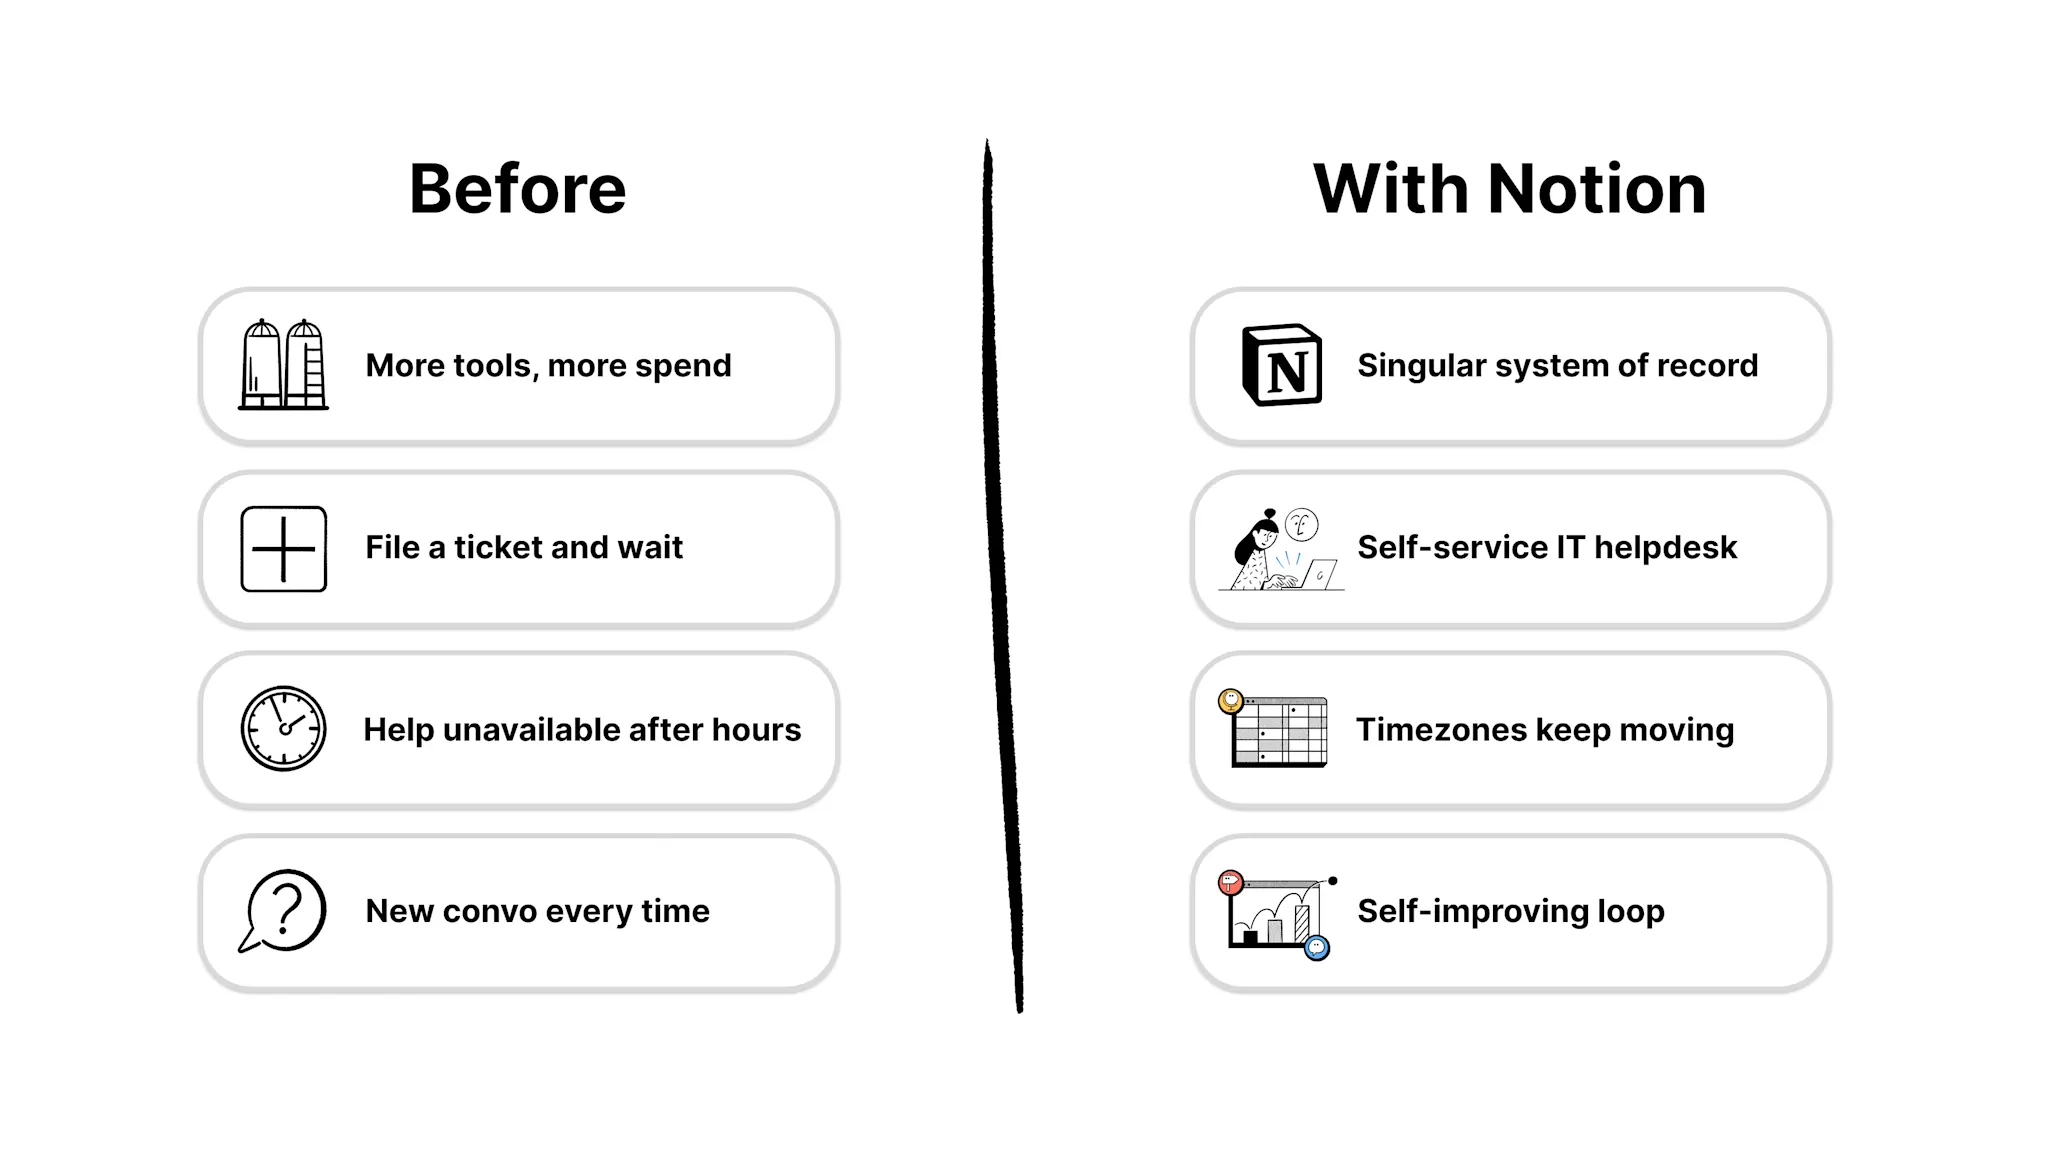 Before
More tools, more spend
File a ticket and wait
Help unavailable after hours
New convo every time
With Notion
N
Singular system of record
Self-service IT helpdesk
Timezones keep moving
Self-improving loop